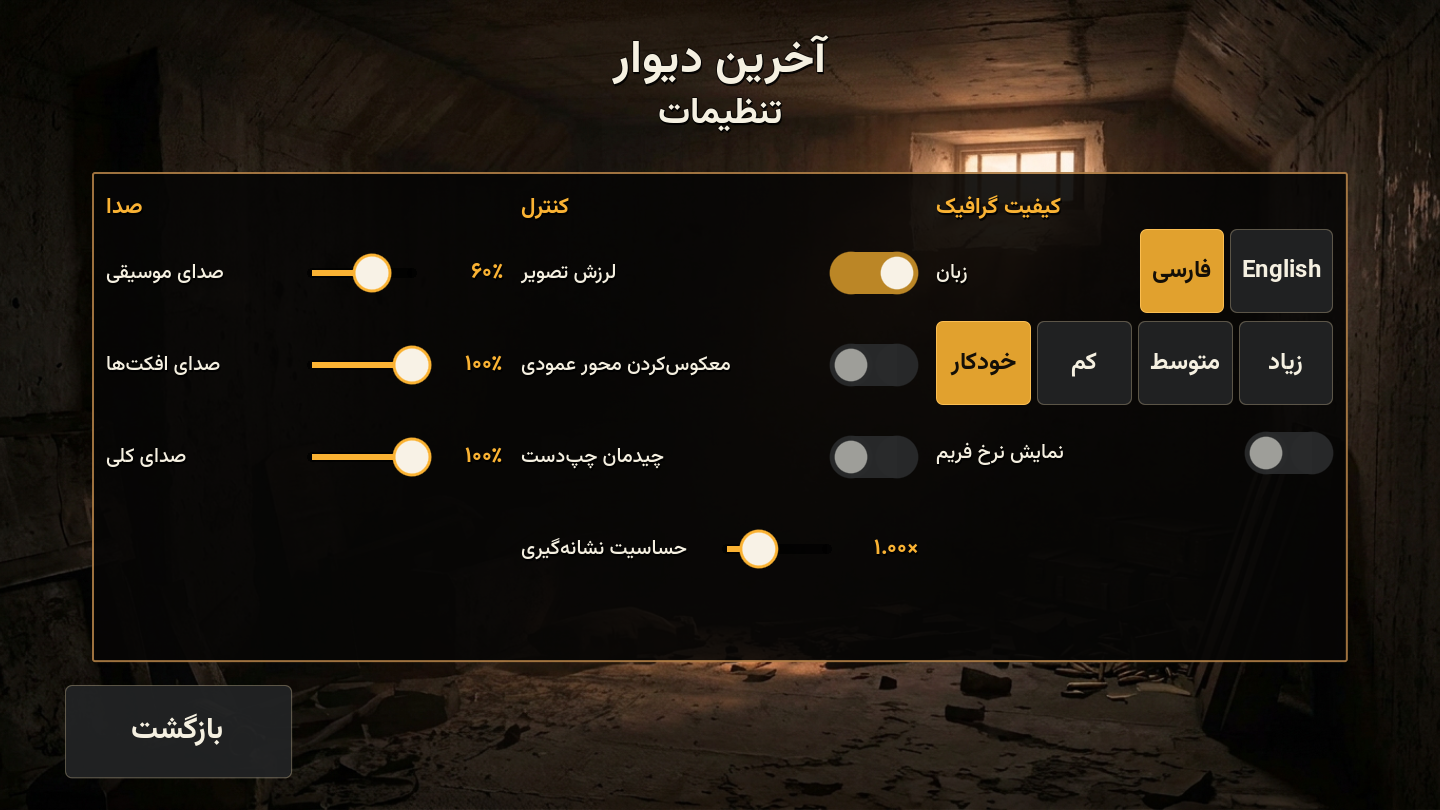 آخرین دیوار
تنظیمات
صدا
صدای موسیقی
۶۰٪
صدای افکت‌ها
۱۰۰٪
صدای کلی
۱۰۰٪
کنترل
لرزش تصویر
معکوس‌کردن محور عمودی
چیدمان چپ‌دست
حساسیت نشانه‌گیری
۱.۰۰×
کیفیت گرافیک
زبان
فارسی
English
خودکار
کم
متوسط
زیاد
نمایش نرخ فریم
بازگشت